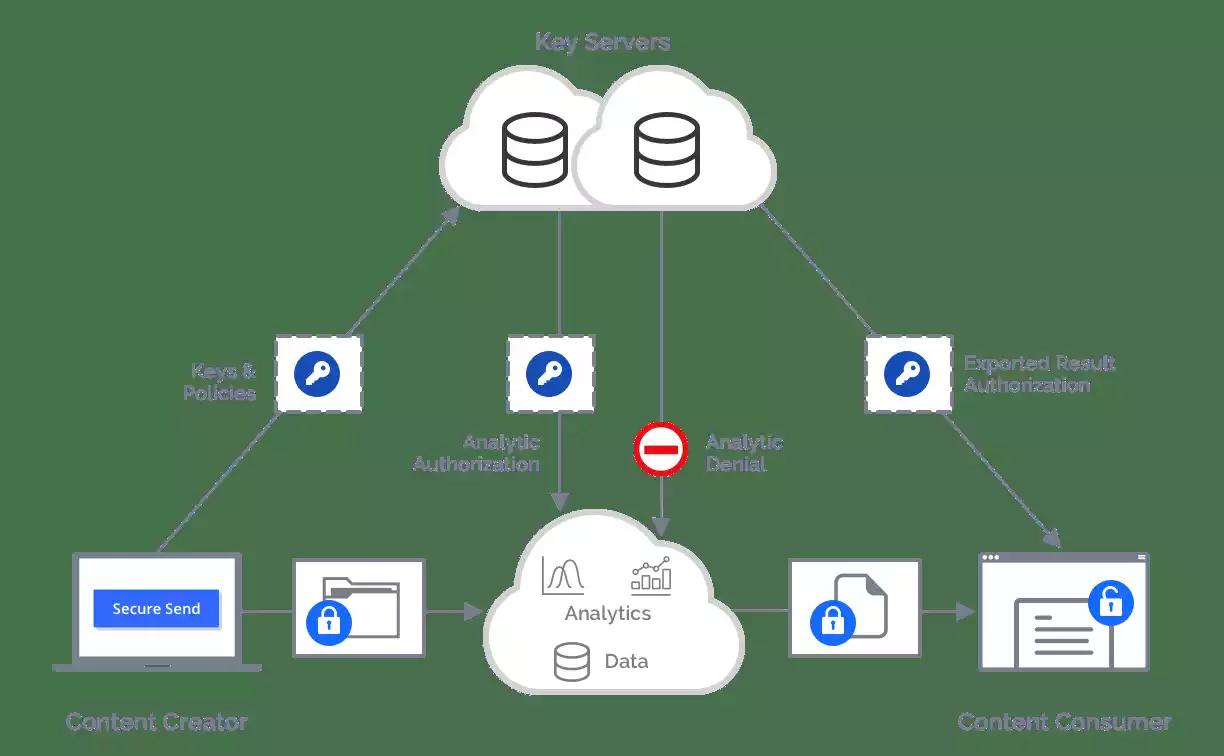 Key Servers
Keys &
Policies
Exported Result
Authorization
Analytic
Authorization
Analytic
Denial
Secure Send
Analytics
Data
Content Creator
Content Consumer